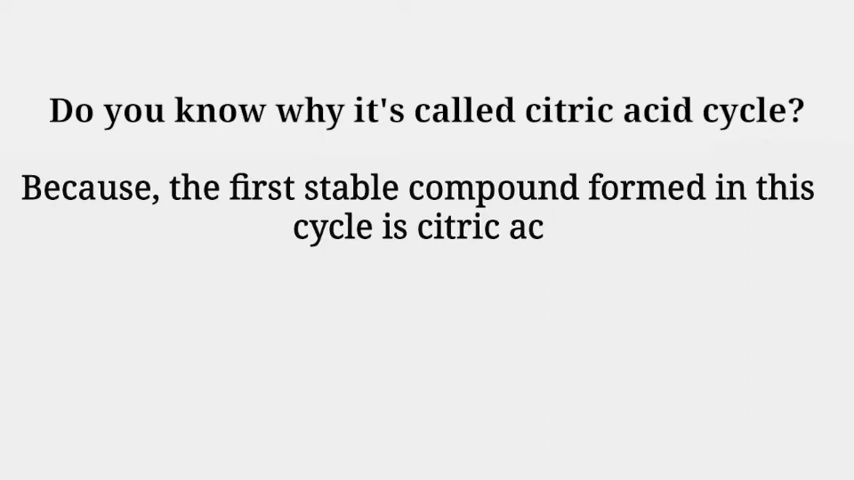 Do you know why it's called citric acid cycle?
Because, the first stable compound formed in this
cycle is citric ac